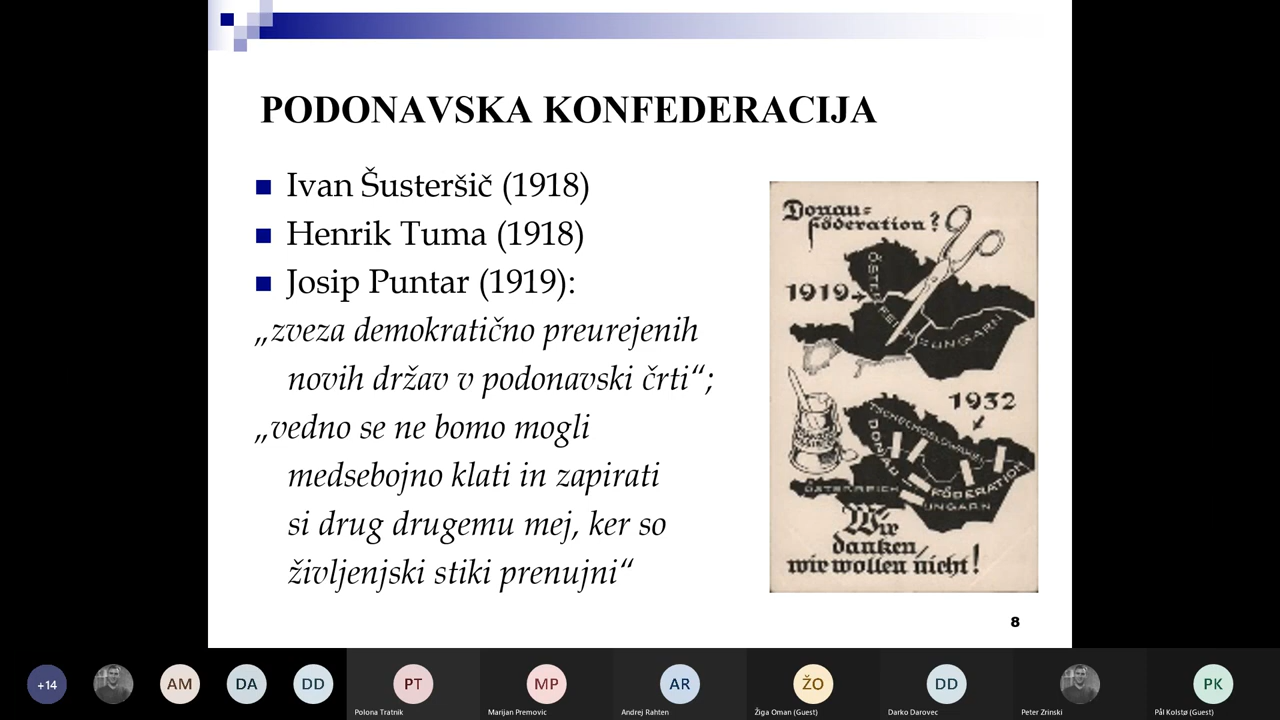 PODONAVSKA KONFEDERACIJA
Ivan Šusteršič (1918)
Henrik Tuma (1918)
Josip Puntar (1919):
„zveza demokratično preurejenih
novih držav v podonavski črti“;
„vedno se ne bomo mogli
medsebojno klati in zapirati
si drug drugemu mej, ker so
življenjski stiki prenujni“
Donau=
föderation?
1919
ÖSTERREICH=UNGARN
1932
TSCHECHOSLOWAKEI
DONAU FÖDERATION
ÖSTERREICH
UNGARN
Wir
danken,
wir wollen nicht!
8
+14
AM
DA
DD
PT
MP
AR
ŽO
DD
PK
Polona Tratnik
Marijan Premovic
Andrej Rahten
Žiga Oman (Guest)
Darko Darovec
Peter Zrinski
Pål Kolstø (Guest)